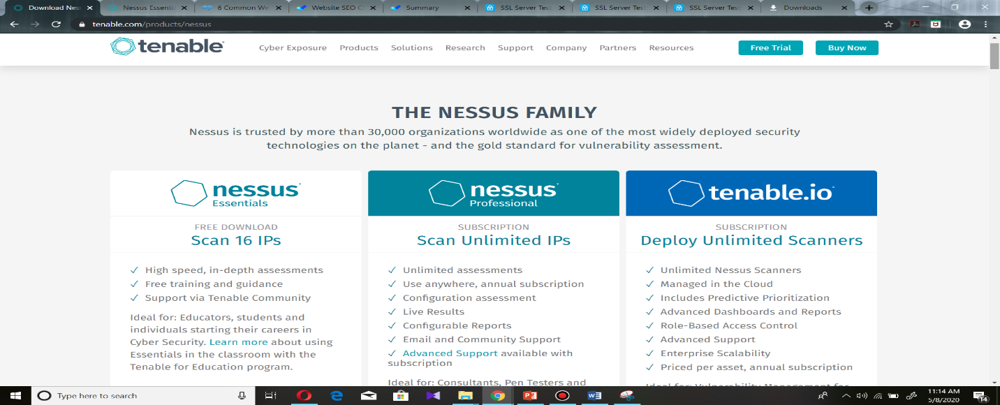 Download Nes
Nessus Essenti
6 Common We
Website SEO C
Summary
SSL Server Test
SSL Server Test
SSL Server Test
Downloads
tenable.com/products/nessus
tenable
Cyber Exposure Products Solutions Research Support Company Partners Resources Free Trial Buy Now
THE NESSUS FAMILY
Nessus is trusted by more than 30,000 organizations worldwide as one of the most widely deployed security
technologies on the planet - and the gold standard for vulnerability assessment.
nessus
Essentials
FREE DOWNLOAD
Scan 16 IPs
High speed, in-depth assessments
Free training and guidance
Support via Tenable Community
Ideal for: Educators, students and
individuals starting their careers in
Cyber Security. Learn more about using
Essentials in the classroom with the
Tenable for Education program.
nessus
Professional
SUBSCRIPTION
Scan Unlimited IPs
Unlimited assessments
Use anywhere, annual subscription
Configuration assessment
Live Results
Configurable Reports
Email and Community Support
Advanced Support available with
subscription
Ideal for: Consultants, Pen Testers and
tenable.io
SUBSCRIPTION
Deploy Unlimited Scanners
Unlimited Nessus Scanners
Managed in the Cloud
Includes Predictive Prioritization
Advanced Dashboards and Reports
Role-Based Access Control
Advanced Support
Enterprise Scalability
Priced per asset, annual subscription
Ideal for: Vulnerability Management for
Type here to search
11:14 AM
5/8/2020
14